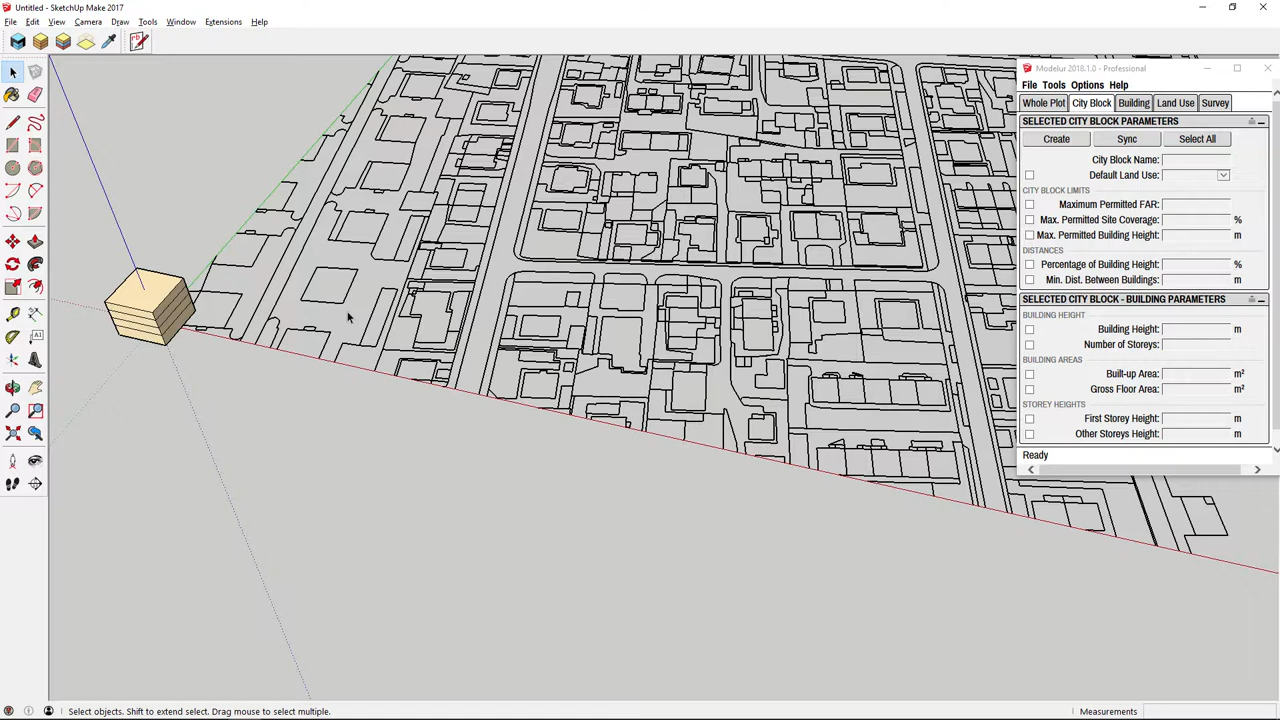 Untitled - SketchUp Make 2017
File Edit View Camera Draw Tools Window Extensions Help
Modelur 2018.1.0 - Professional
File Tools Options Help
Whole Plot City Block Building Land Use Survey
SELECTED CITY BLOCK PARAMETERS
Create Sync Select All
City Block Name:
Default Land Use:
CITY BLOCK LIMITS
Maximum Permitted FAR:
Max. Permitted Site Coverage: %
Max. Permitted Building Height: m
DISTANCES
Percentage of Building Height: %
Min. Dist. Between Buildings: m
SELECTED CITY BLOCK - BUILDING PARAMETERS
BUILDING HEIGHT
Building Height: m
Number of Storeys:
BUILDING AREAS
Built-up Area: m²
Gross Floor Area: m²
STOREY HEIGHTS
First Storey Height: m
Other Storeys Height: m
Ready
Select objects. Shift to extend select. Drag mouse to select multiple.
Measurements